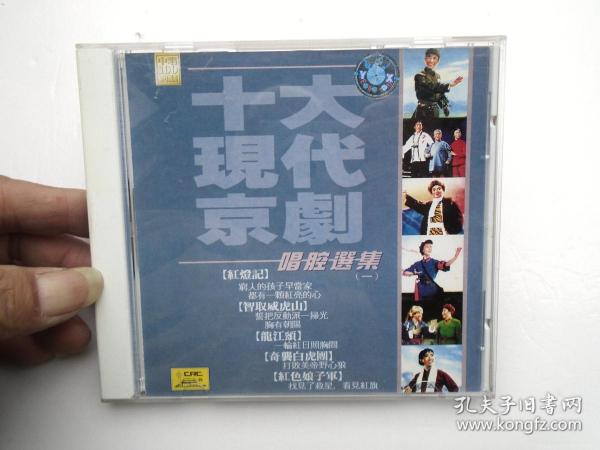 十大
現代
京劇
唱腔選集
（一）
【紅燈記】
窮人的孩子早當家
都有一顆紅亮的心
【智取威虎山】
誓把反動派一掃光
胸有朝陽
【龍江頌】
一輪紅日照胸間
【奇襲白虎團】
打敗美帝野心狼
【紅色娘子軍】
找見了救星，看見紅旗
CRC
孔夫子旧书网
www.kongfz.com